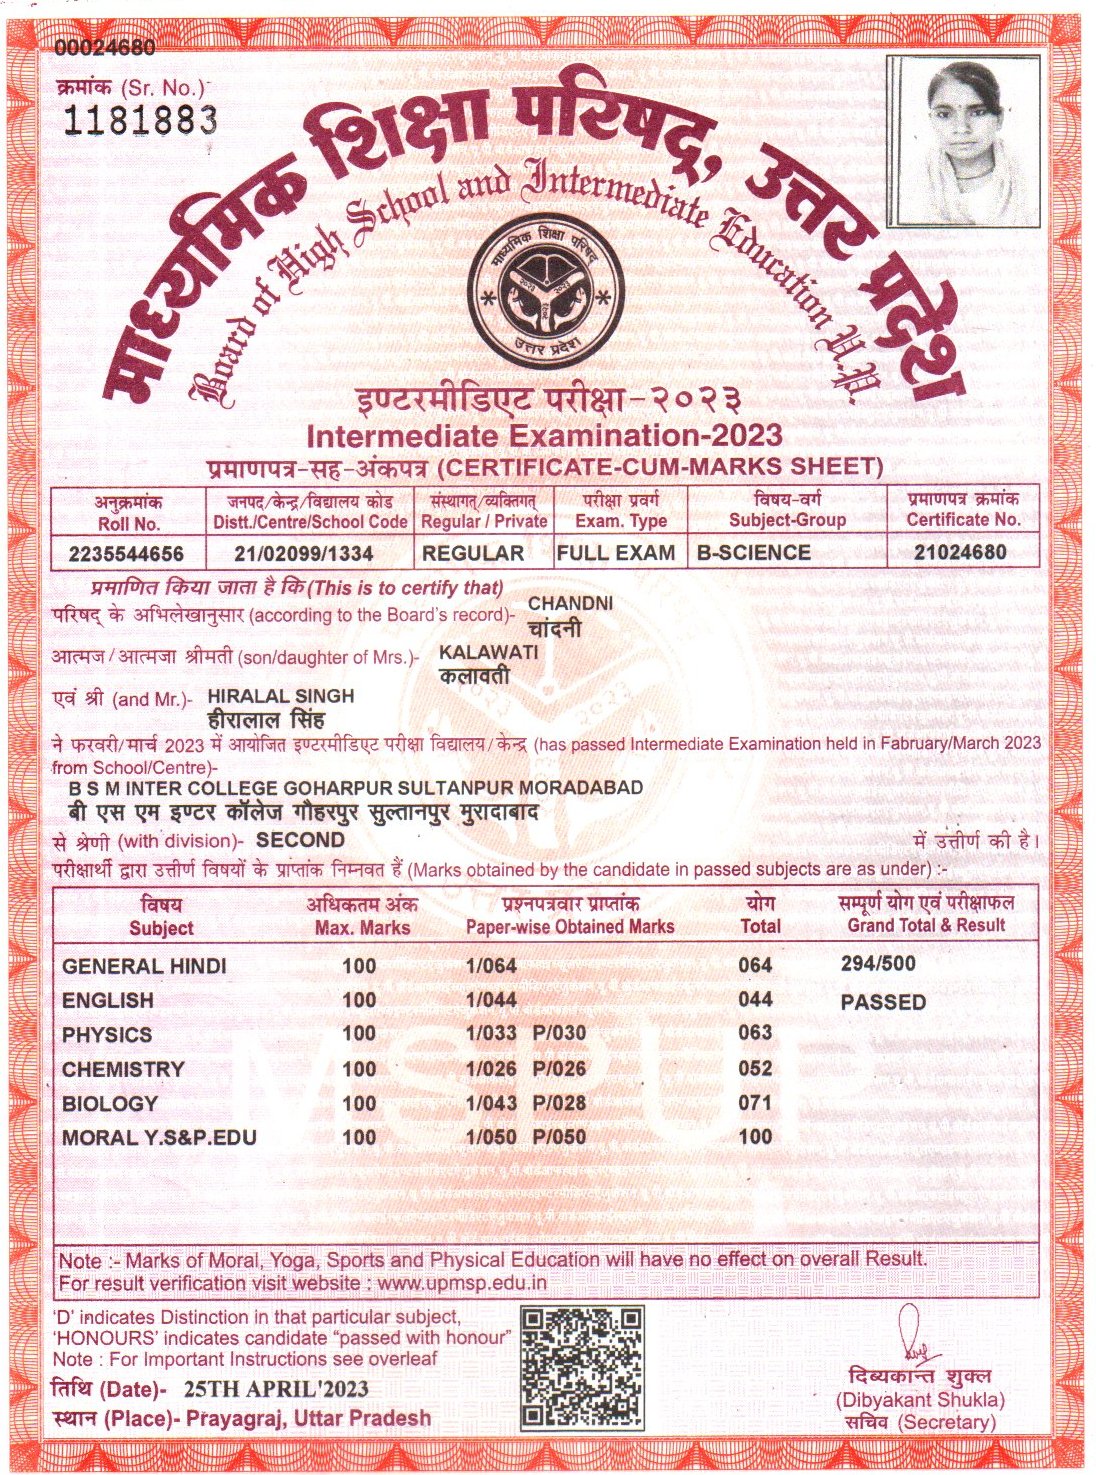 00024680
क्रमांक (Sr. No.)
1181883
माध्यमिक शिक्षा परिषद्, उत्तर प्रदेश
Board of High School and Intermediate Education U.P.
माध्यमिक शिक्षा परिषद
२०२३ २०२३
२०२३
उत्तर प्रदेश
इण्टरमीडिएट परीक्षा-२०२३
Intermediate Examination-2023
प्रमाणपत्र-सह-अंकपत्र (CERTIFICATE-CUM-MARKS SHEET)
अनुक्रमांक जनपद/केन्द्र/विद्यालय कोड संस्थागत्/व्यक्तिगत् परीक्षा प्रवर्ग विषय-वर्ग प्रमाणपत्र क्रमांक
Roll No. Distt./Centre/School Code Regular / Private Exam. Type Subject-Group Certificate No.
2235544656 21/02099/1334 REGULAR FULL EXAM B-SCIENCE 21024680
प्रमाणित किया जाता है कि (This is to certify that)
परिषद् के अभिलेखानुसार (according to the Board's record)- CHANDNI
चांदनी
आत्मज/आत्मजा श्रीमती (son/daughter of Mrs.)- KALAWATI
कलावती
एवं श्री (and Mr.)- HIRALAL SINGH
हीरालाल सिंह
ने फरवरी/मार्च 2023 में आयोजित इण्टरमीडिएट परीक्षा विद्यालय/केन्द्र (has passed Intermediate Examination held in Fabruary/March 2023
from School/Centre)-
B S M INTER COLLEGE GOHARPUR SULTANPUR MORADABAD
बी एस एम इण्टर कॉलेज गौहरपुर सुल्तानपुर मुरादाबाद
से श्रेणी (with division)- SECOND में उत्तीर्ण की है।
परीक्षार्थी द्वारा उत्तीर्ण विषयों के प्राप्तांक निम्नवत हैं (Marks obtained by the candidate in passed subjects are as under) :-
विषय अधिकतम अंक प्रश्नपत्रवार प्राप्तांक योग सम्पूर्ण योग एवं परीक्षाफल
Subject Max. Marks Paper-wise Obtained Marks Total Grand Total & Result
GENERAL HINDI 100 1/064 064 294/500
ENGLISH 100 1/044 044 PASSED
PHYSICS 100 1/033 P/030 063
CHEMISTRY 100 1/026 P/026 052
BIOLOGY 100 1/043 P/028 071
MORAL Y.S&P.EDU 100 1/050 P/050 100
Note :- Marks of Moral, Yoga, Sports and Physical Education will have no effect on overall Result.
For result verification visit website : www.upmsp.edu.in
'D' indicates Distinction in that particular subject,
'HONOURS' indicates candidate "passed with honour"
Note : For Important Instructions see overleaf
तिथि (Date)- 25TH APRIL'2023
स्थान (Place)- Prayagraj, Uttar Pradesh
दिब्यकान्त शुक्ल
(Dibyakant Shukla)
सचिव (Secretary)